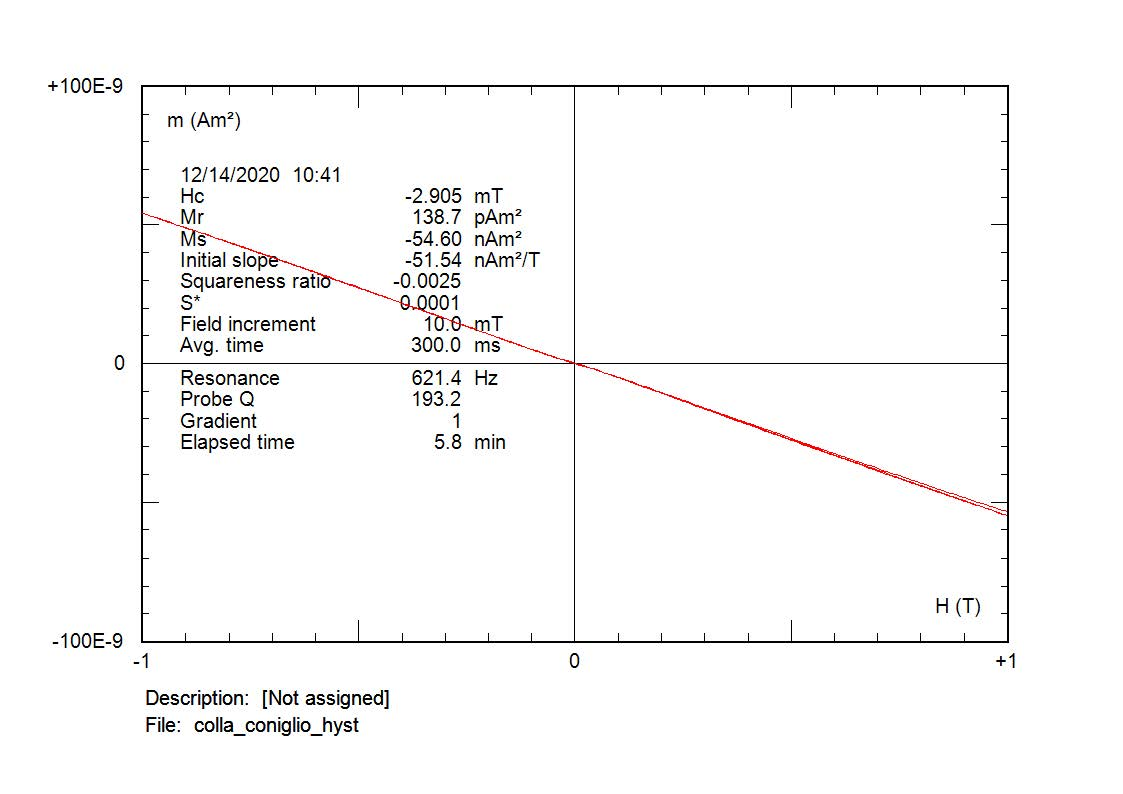 +100E-9
m (Am²)
12/14/2020 10:41
Hc -2.905 mT
Mr 138.7 pAm²
Ms -54.60 nAm²
Initial slope -51.54 nAm²/T
Squareness ratio -0.0025
S* 0.0001
Field increment 10.0 mT
Avg. time 300.0 ms
0
Resonance 621.4 Hz
Probe Q 193.2
Gradient 1
Elapsed time 5.8 min
H (T)
-100E-9
-1 0 +1
Description: [Not assigned]
File: colla_coniglio_hyst